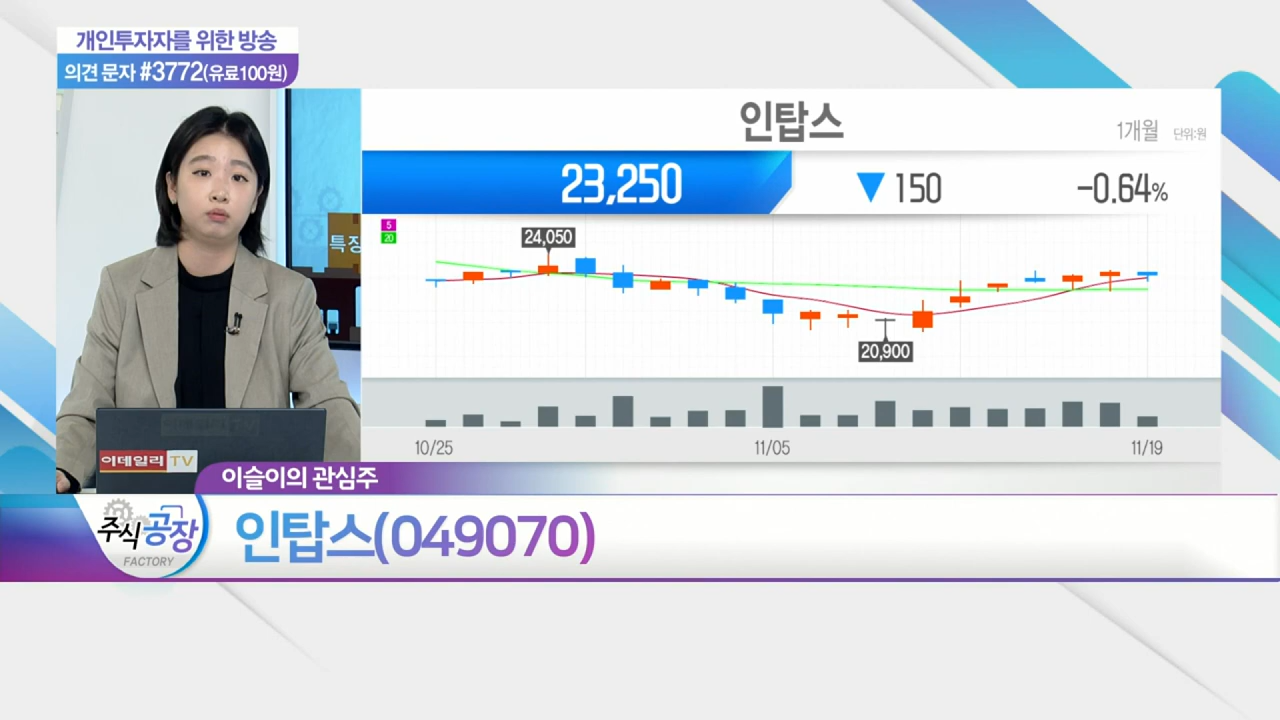 개인투자자를 위한 방송
의견 문자 #3772(유료100원)
인탑스
1개월 단위:원
23,250 ▼ 150 -0.64%
5
20
24,050
20,900
특징
10/25 11/05 11/19
이데일리 TV
이슬이의 관심주
주식공장
FACTORY
인탑스(049070)